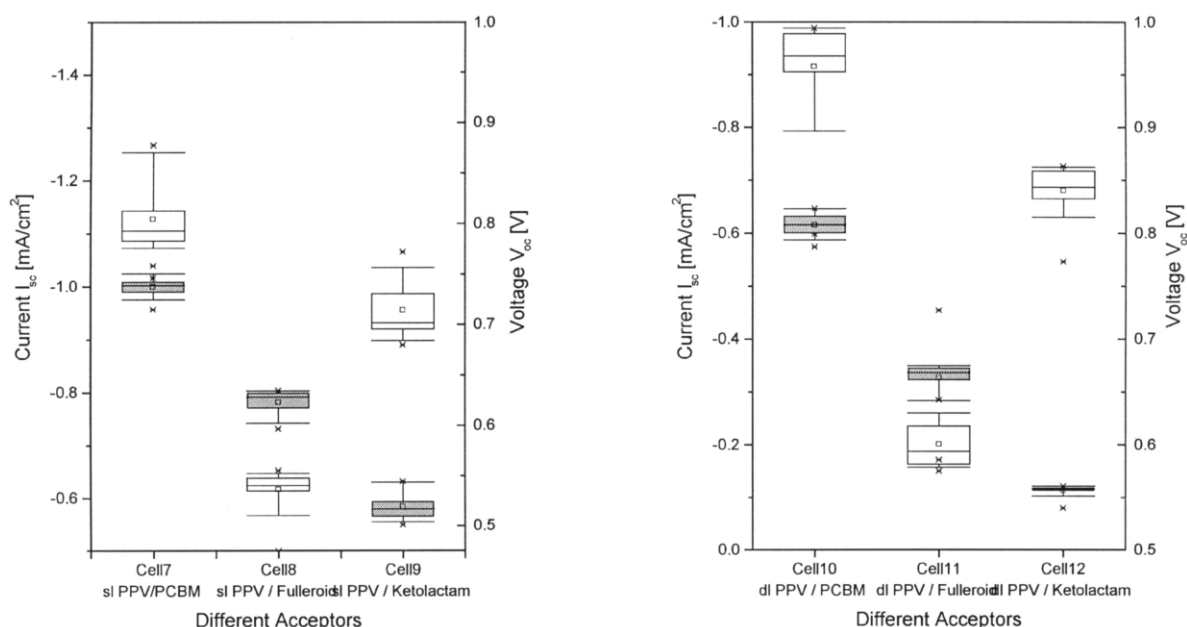 -1.4
-1.2
-1.0
-0.8
-0.6
Current I_sc [mA/cm²]
1.0
0.9
0.8
0.7
0.6
0.5
Voltage V_oc [V]
Cell7 Cell8 Cell9
sl PPV/PCBM sl PPV / Fulleroid sl PPV / Ketolactam
Different Acceptors
-1.0
-0.8
-0.6
-0.4
-0.2
0.0
Current I_sc [mA/cm²]
1.0
0.9
0.8
0.7
0.6
0.5
Voltage V_oc [V]
Cell10 Cell11 Cell12
dl PPV / PCBM dl PPV / Fulleroid dl PPV / Ketolactam
Different Acceptors